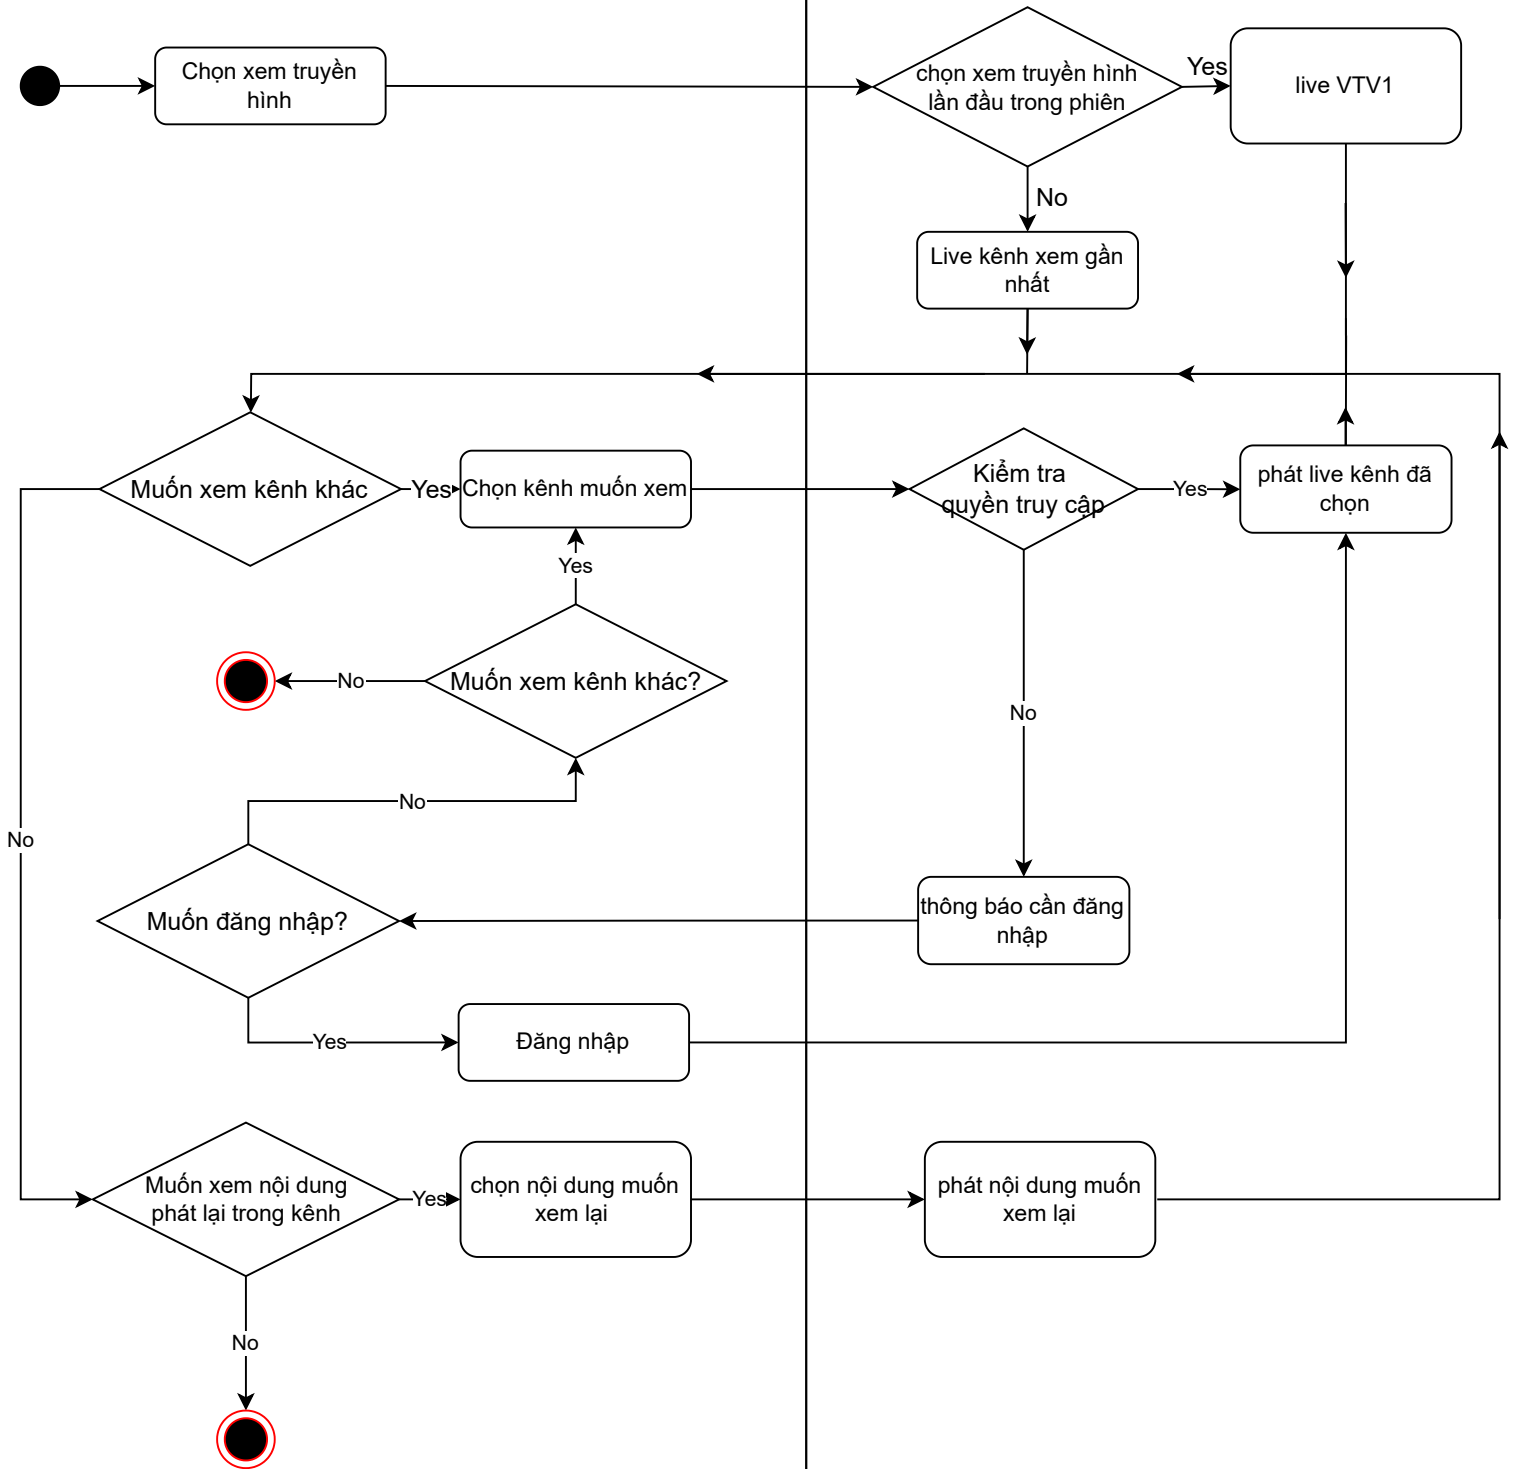 Chọn xem truyền
hình
chọn xem truyền hình
lần đầu trong phiên
Yes
live VTV1
No
Live kênh xem gần
nhất
Muốn xem kênh khác
Yes
Chọn kênh muốn xem
Kiểm tra
quyền truy cập
Yes
phát live kênh đã
chọn
Yes
Muốn xem kênh khác?
No
No
No
No
Muốn đăng nhập?
thông báo cần đăng
nhập
Yes
Đăng nhập
Muốn xem nội dung
phát lại trong kênh
Yes
chọn nội dung muốn
xem lại
phát nội dung muốn
xem lại
No